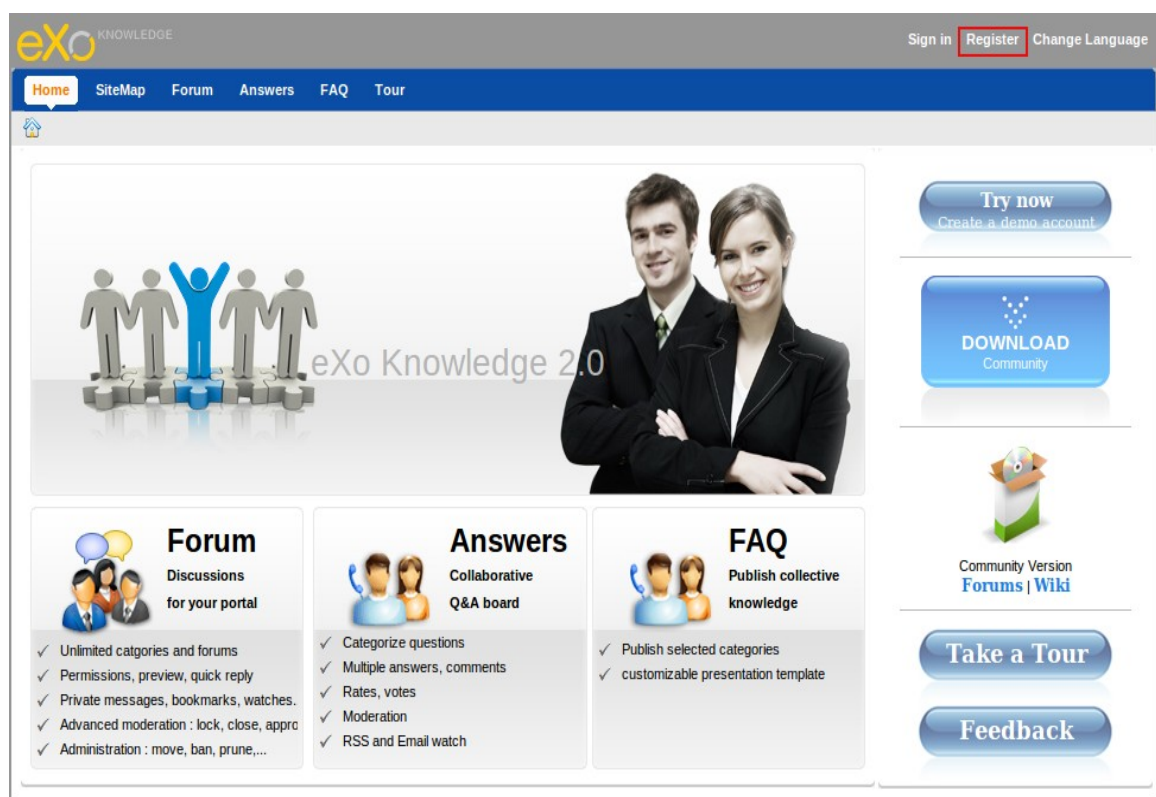 eXo KNOWLEDGE
Sign in Register Change Language
Home SiteMap Forum Answers FAQ Tour
eXo Knowledge 2.0
Forum
Discussions
for your portal
Unlimited catgories and forums
Permissions, preview, quick reply
Private messages, bookmarks, watches.
Advanced moderation : lock, close, appro
Administration : move, ban, prune,...
Answers
Collaborative
Q&A board
Categorize questions
Multiple answers, comments
Rates, votes
Moderation
RSS and Email watch
FAQ
Publish collective
knowledge
Publish selected categories
customizable presentation template
Try now
Create a demo account
DOWNLOAD
Community
Community Version
Forums | Wiki
Take a Tour
Feedback